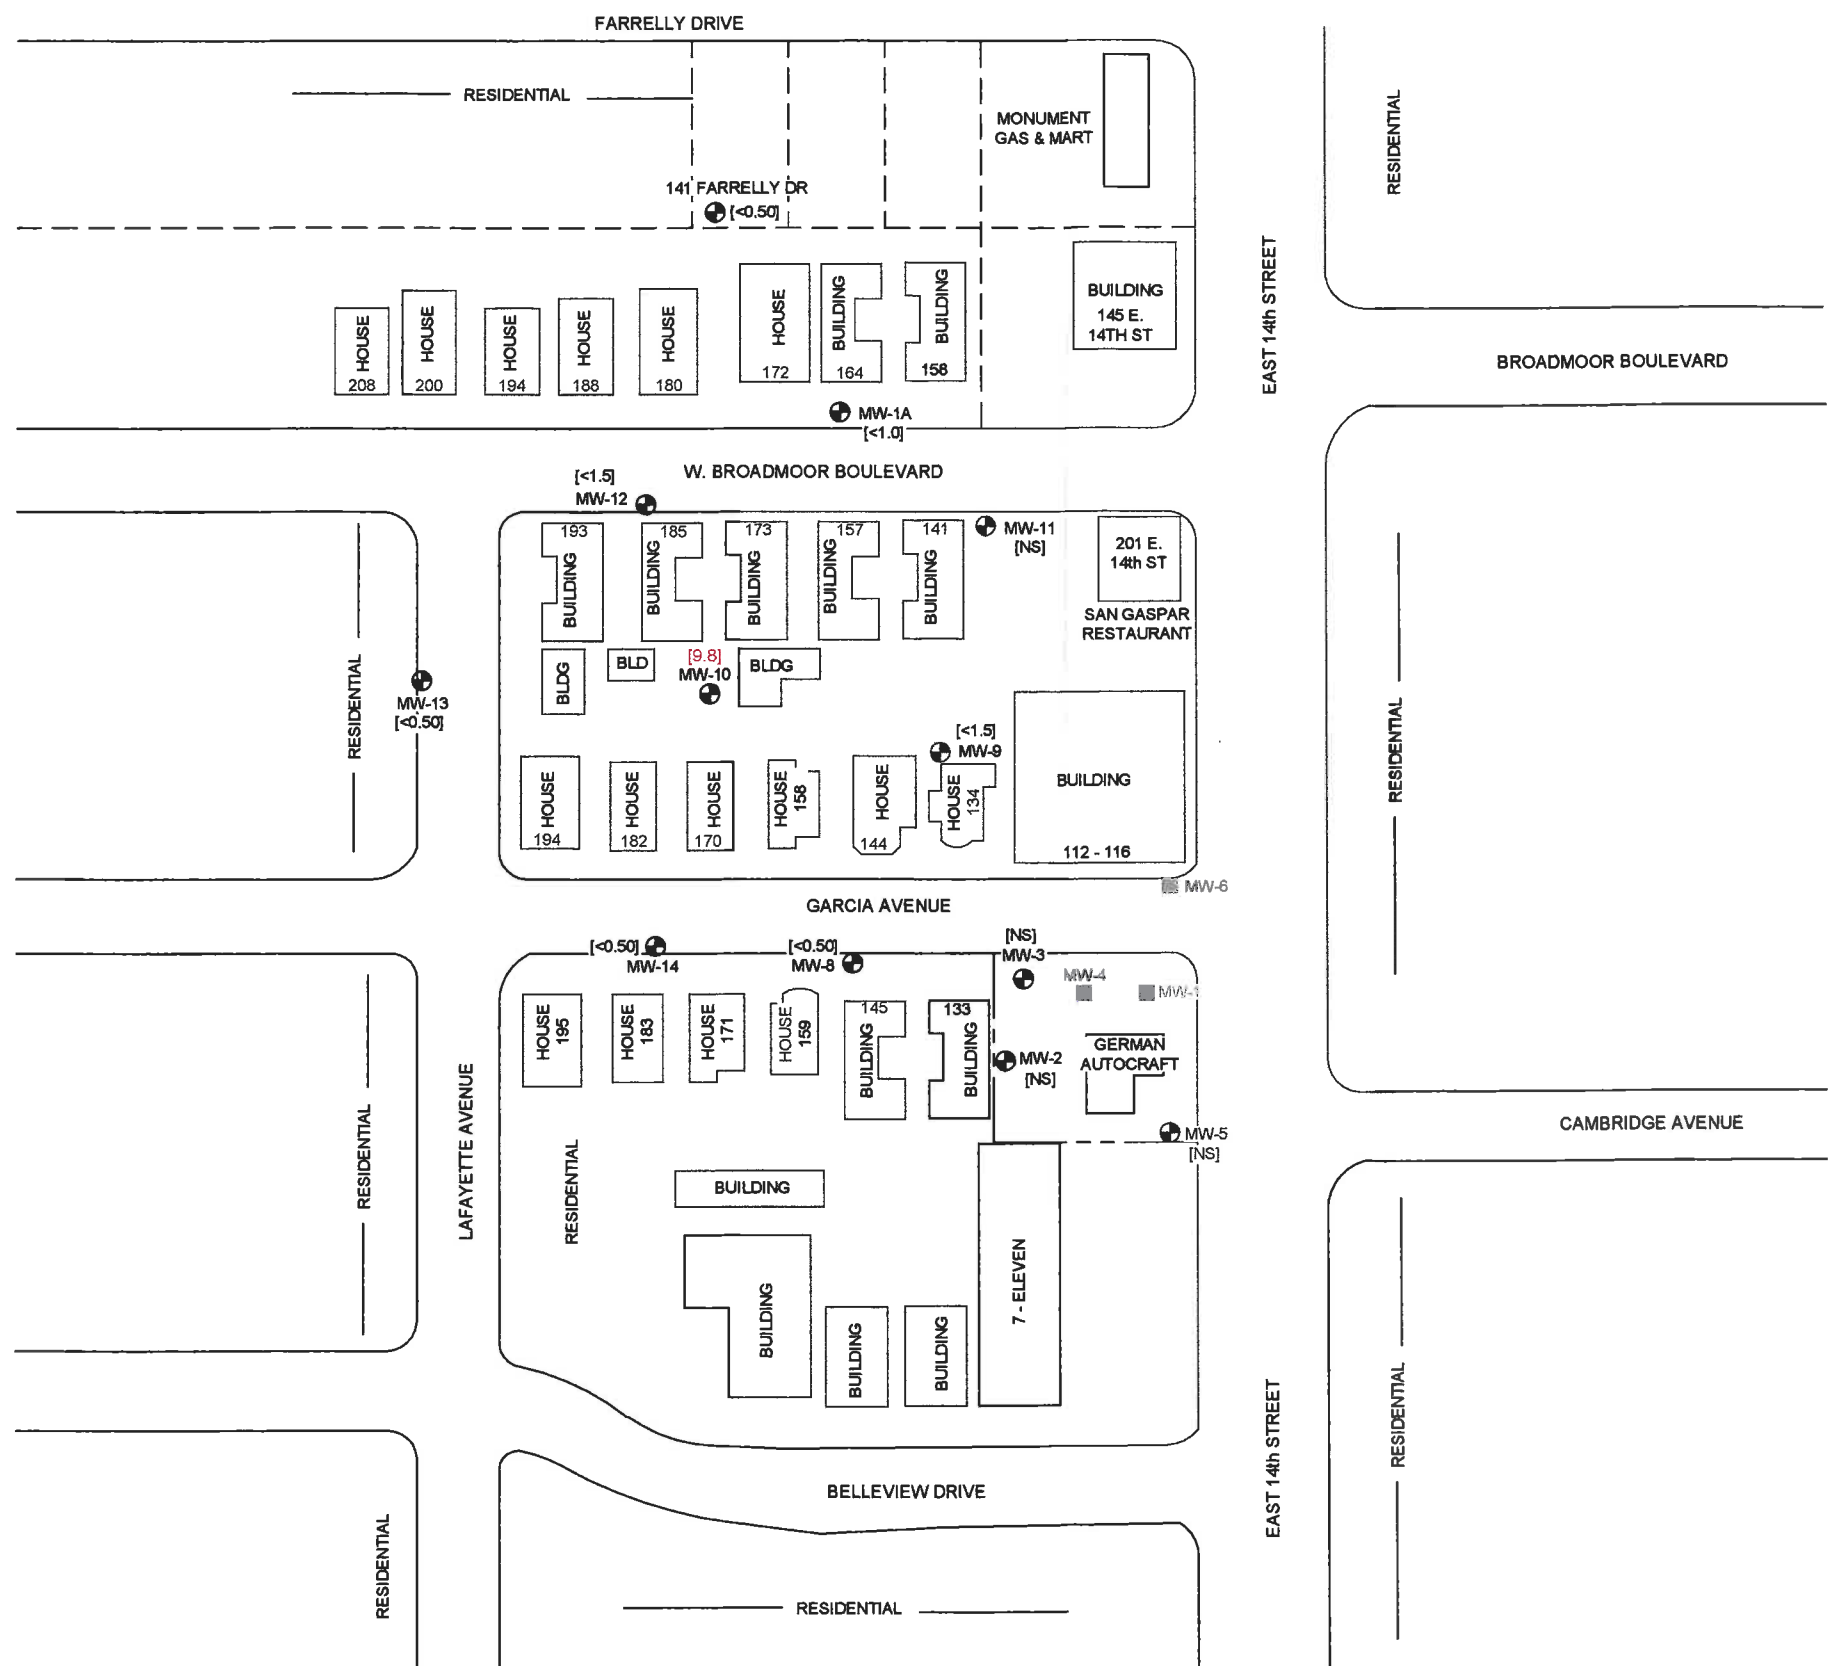 FARRELLY DRIVE
RESIDENTIAL
MONUMENT
GAS & MART
RESIDENTIAL
141 FARRELLY DR
[<0.50]
HOUSE
208
HOUSE
200
HOUSE
194
HOUSE
188
HOUSE
180
HOUSE
172
BUILDING
164
BUILDING
158
BUILDING
145 E.
14TH ST
EAST 14th STREET
BROADMOOR BOULEVARD
MW-1A
[<1.0]
W. BROADMOOR BOULEVARD
[<1.5]
MW-12
193
BUILDING
185
BUILDING
173
BUILDING
157
BUILDING
141
BUILDING
MW-11
[NS]
201 E.
14th ST
SAN GASPAR
RESTAURANT
RESIDENTIAL
MW-13
[<0.50]
BLDG
BLD
[9.8]
MW-10
BLDG
[<1.5]
MW-9
RESIDENTIAL
HOUSE
194
HOUSE
182
HOUSE
170
HOUSE
158
HOUSE
144
HOUSE
134
BUILDING
112 - 116
MW-6
GARCIA AVENUE
[<0.50]
MW-14
[<0.50]
MW-8
[NS]
MW-3
MW-4
MW-1
HOUSE
195
HOUSE
183
HOUSE
171
HOUSE
159
145
BUILDING
133
BUILDING
MW-2
[NS]
GERMAN
AUTOCRAFT
MW-5
[NS]
CAMBRIDGE AVENUE
RESIDENTIAL
LAFAYETTE AVENUE
RESIDENTIAL
BUILDING
BUILDING
BUILDING
BUILDING
7 - ELEVEN
EAST 14th STREET
RESIDENTIAL
BELLEVIEW DRIVE
RESIDENTIAL
RESIDENTIAL